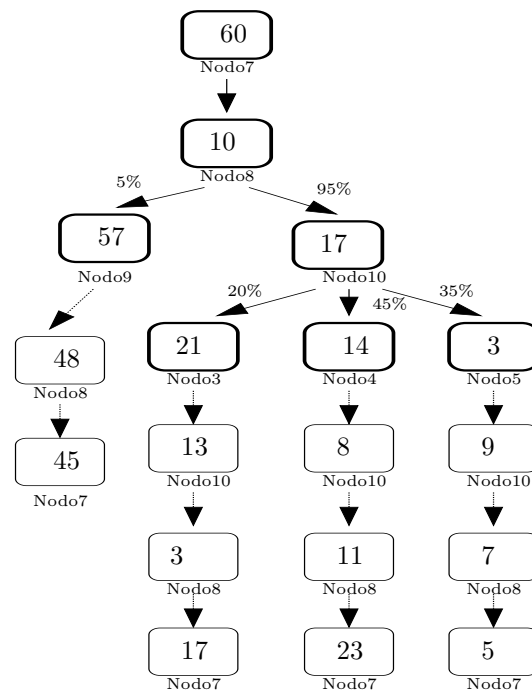 60
Nodo7
10
Nodo8
5% 95%
57 17
Nodo9 Nodo10
20% 45% 35%
21 14 3
48
Nodo8 Nodo3 Nodo4 Nodo5
45 13 8 9
Nodo7 Nodo10 Nodo10 Nodo10
3 11 7
Nodo8 Nodo8 Nodo8
17 23 5
Nodo7 Nodo7 Nodo7